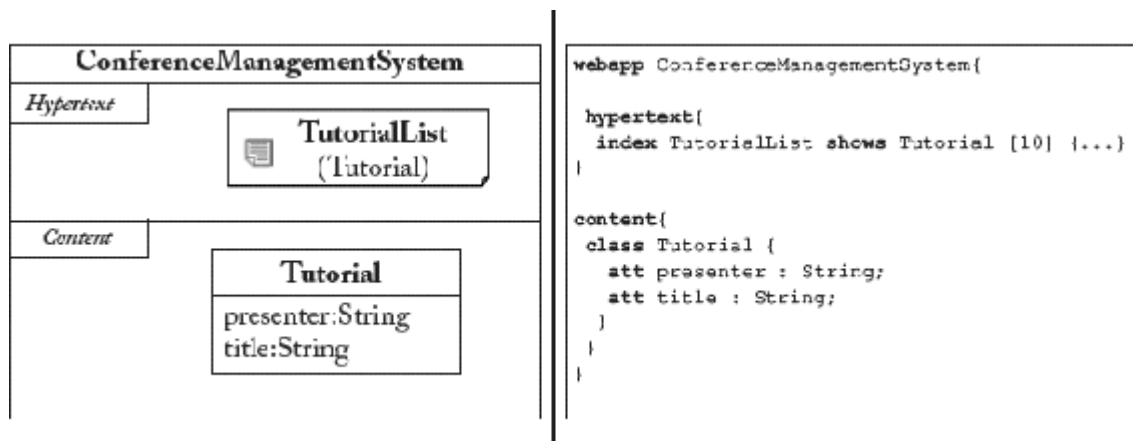 ConferenceManagementSystem
Hypertext
TutorialList
(Tutorial)
Content
Tutorial
presenter:String
title:String
webapp ConferenceManagementSystem{
hypertext{
index TutorialList shows Tutorial [10] {...}
}
content{
class Tutorial {
att presenter : String;
att title : String;
}
}
}